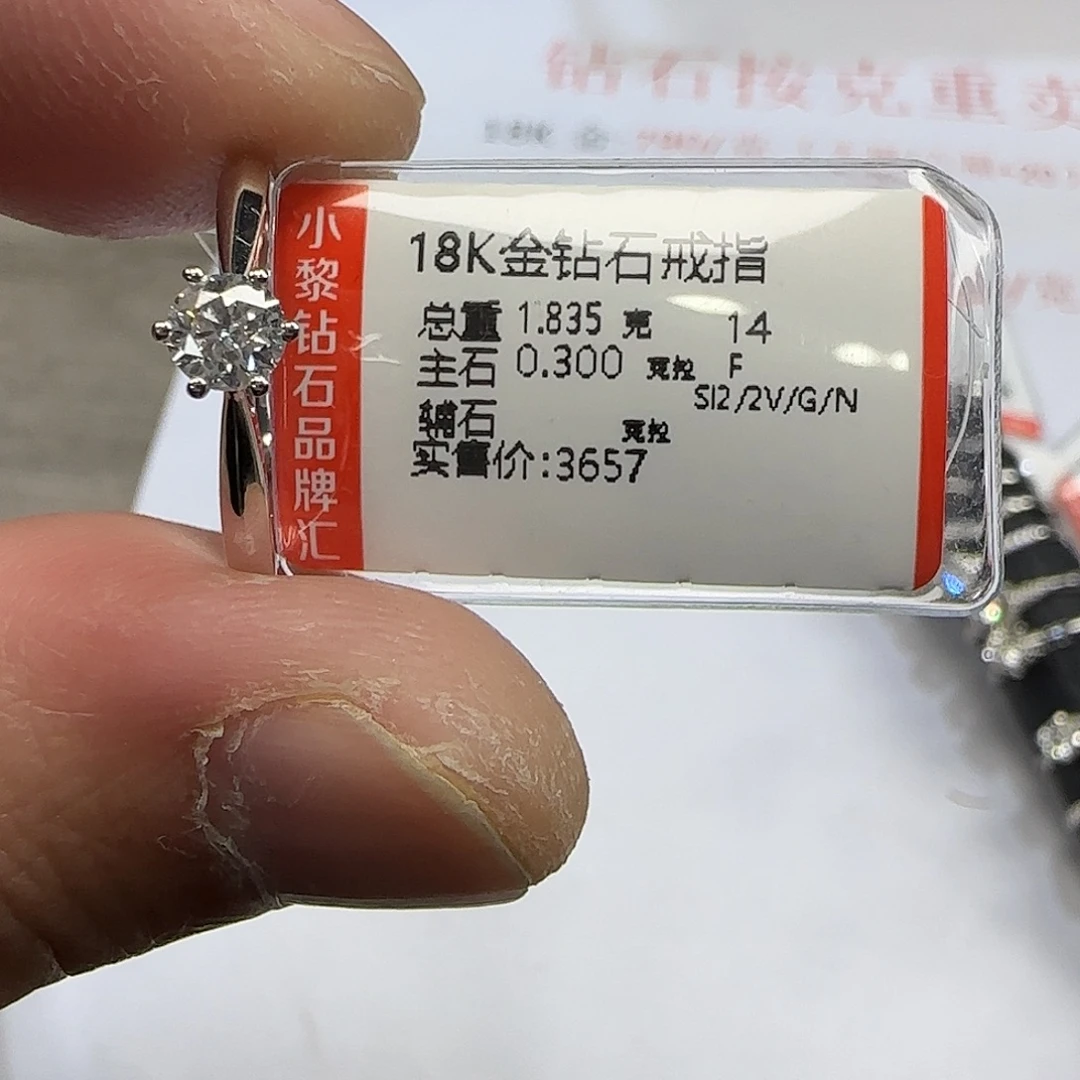 钻石按克重卖
小黎钻石品牌汇
18K金钻石戒指
总重 1.835 克 14
主石 0.300 克拉 F
SI2/2V/G/N
辅石 克拉
实售价:3657